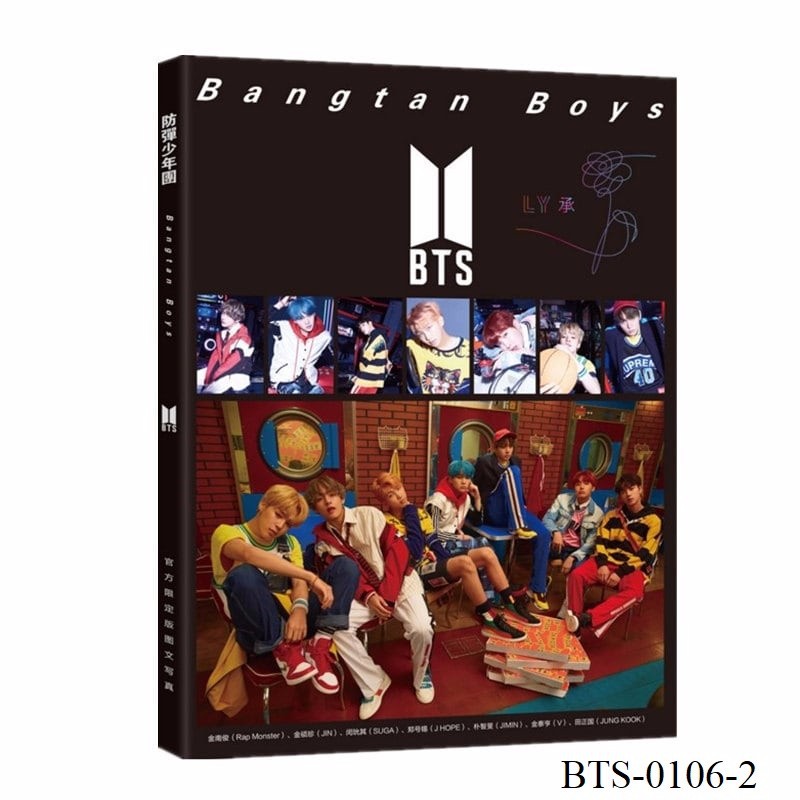 Bangtan Boys
防彈少年團
Bangtan Boys
BTS
官方限定版图文写真
LY 承
BTS
SUPREME
40
金南俊（Rap Monster）、金硕珍（JIN）、闵玧其（SUGA）、郑号锡（J HOPE）、朴智旻（JIMIN）、金泰亨（V）、田正国（JUNG KOOK）
BTS-0106-2